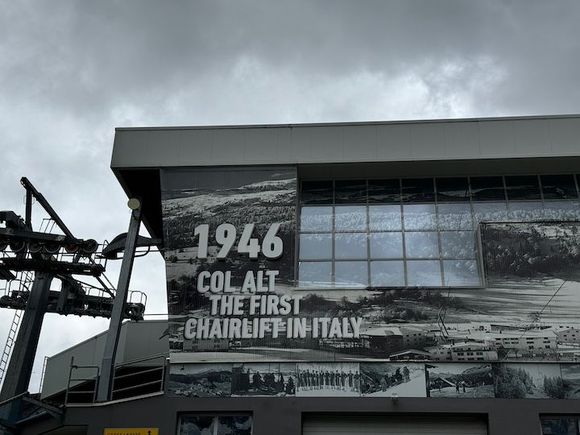 1946
COL ALT
THE FIRST
CHAIRLIFT IN ITALY